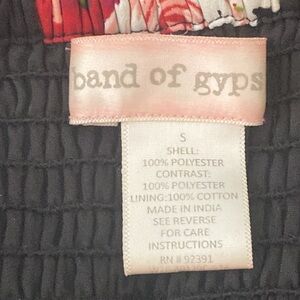 band of gyps
S
SHELL:
100% POLYESTER
CONTRAST:
100% POLYESTER
LINING:100% COTTON
MADE IN INDIA
SEE REVERSE
FOR CARE
INSTRUCTIONS
RN # 92391